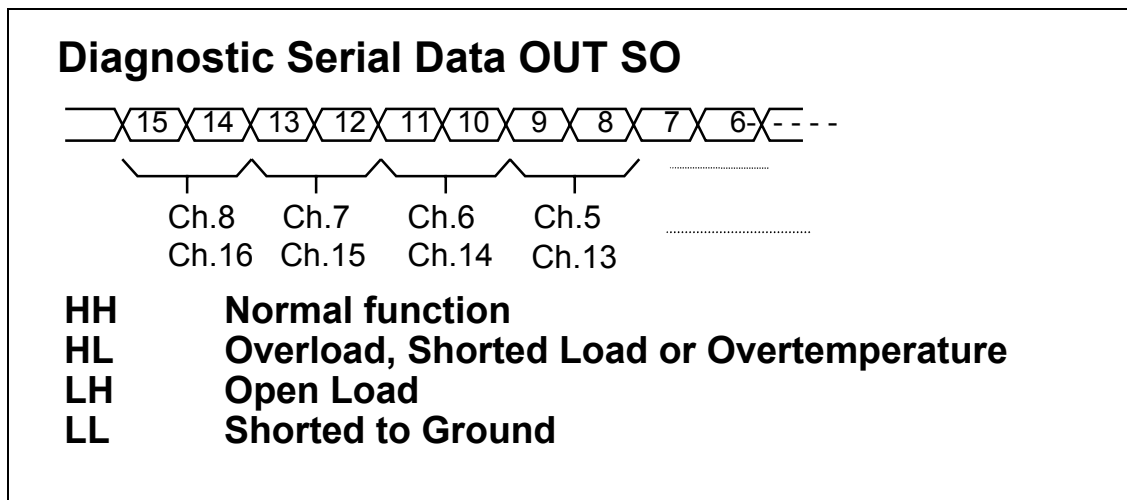 Diagnostic Serial Data OUT SO
15 14 13 12 11 10 9 8 7 6- - - - -
Ch.8 Ch.7 Ch.6 Ch.5
Ch.16 Ch.15 Ch.14 Ch.13
HH Normal function
HL Overload, Shorted Load or Overtemperature
LH Open Load
LL Shorted to Ground